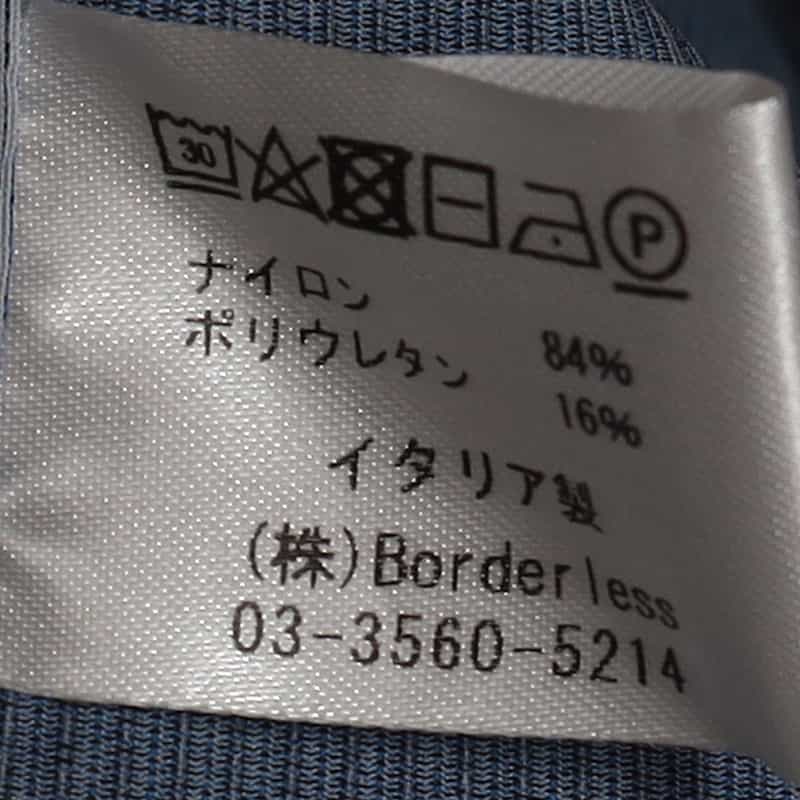 30 P
ナイロン 84%
ポリウレタン 16%
イタリア製
(株)Borderless
03-3560-5214